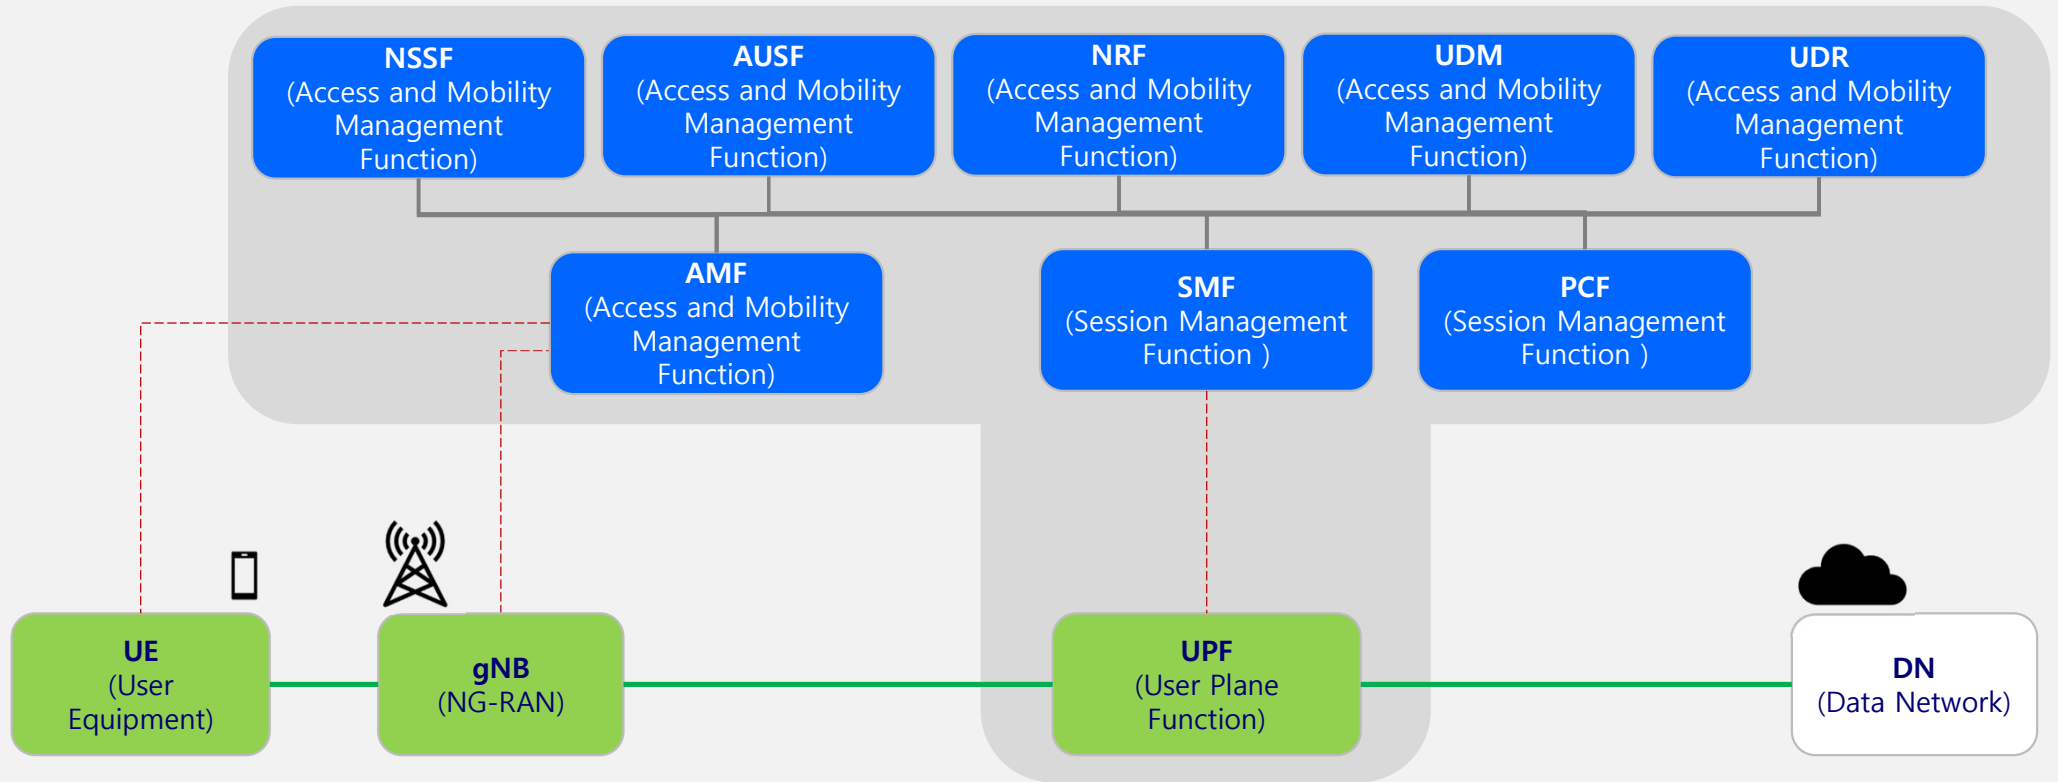 NSSF
(Access and Mobility
Management
Function)
AUSF
(Access and Mobility
Management
Function)
NRF
(Access and Mobility
Management
Function)
UDM
(Access and Mobility
Management
Function)
UDR
(Access and Mobility
Management
Function)
AMF
(Access and Mobility
Management
Function)
SMF
(Session Management
Function )
PCF
(Session Management
Function )
UE
(User
Equipment)
gNB
(NG-RAN)
UPF
(User Plane
Function)
DN
(Data Network)